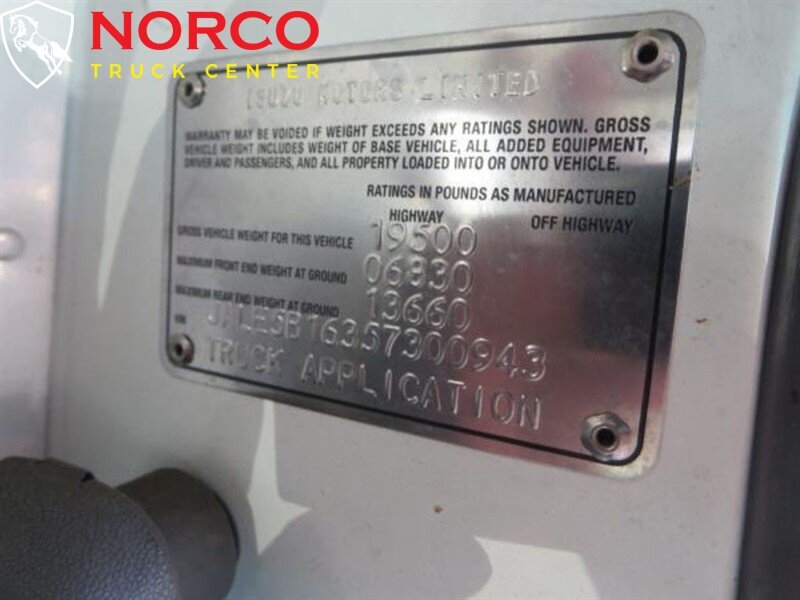 NORCO
TRUCK CENTER
ISUZU MOTORS LIMITED
WARRANTY MAY BE VOIDED IF WEIGHT EXCEEDS ANY RATINGS SHOWN. GROSS
VEHICLE WEIGHT INCLUDES WEIGHT OF BASE VEHICLE, ALL ADDED EQUIPMENT,
DRIVER AND PASSENGERS, AND ALL PROPERTY LOADED INTO OR ONTO VEHICLE.
RATINGS IN POUNDS AS MANUFACTURED
HIGHWAY OFF HIGHWAY
GROSS VEHICLE WEIGHT FOR THIS VEHICLE 19500
MAXIMUM FRONT END WEIGHT AT GROUND 06830
MAXIMUM REAR END WEIGHT AT GROUND 13660
VIN JALE5B16357300943
TRUCK APPLICATION